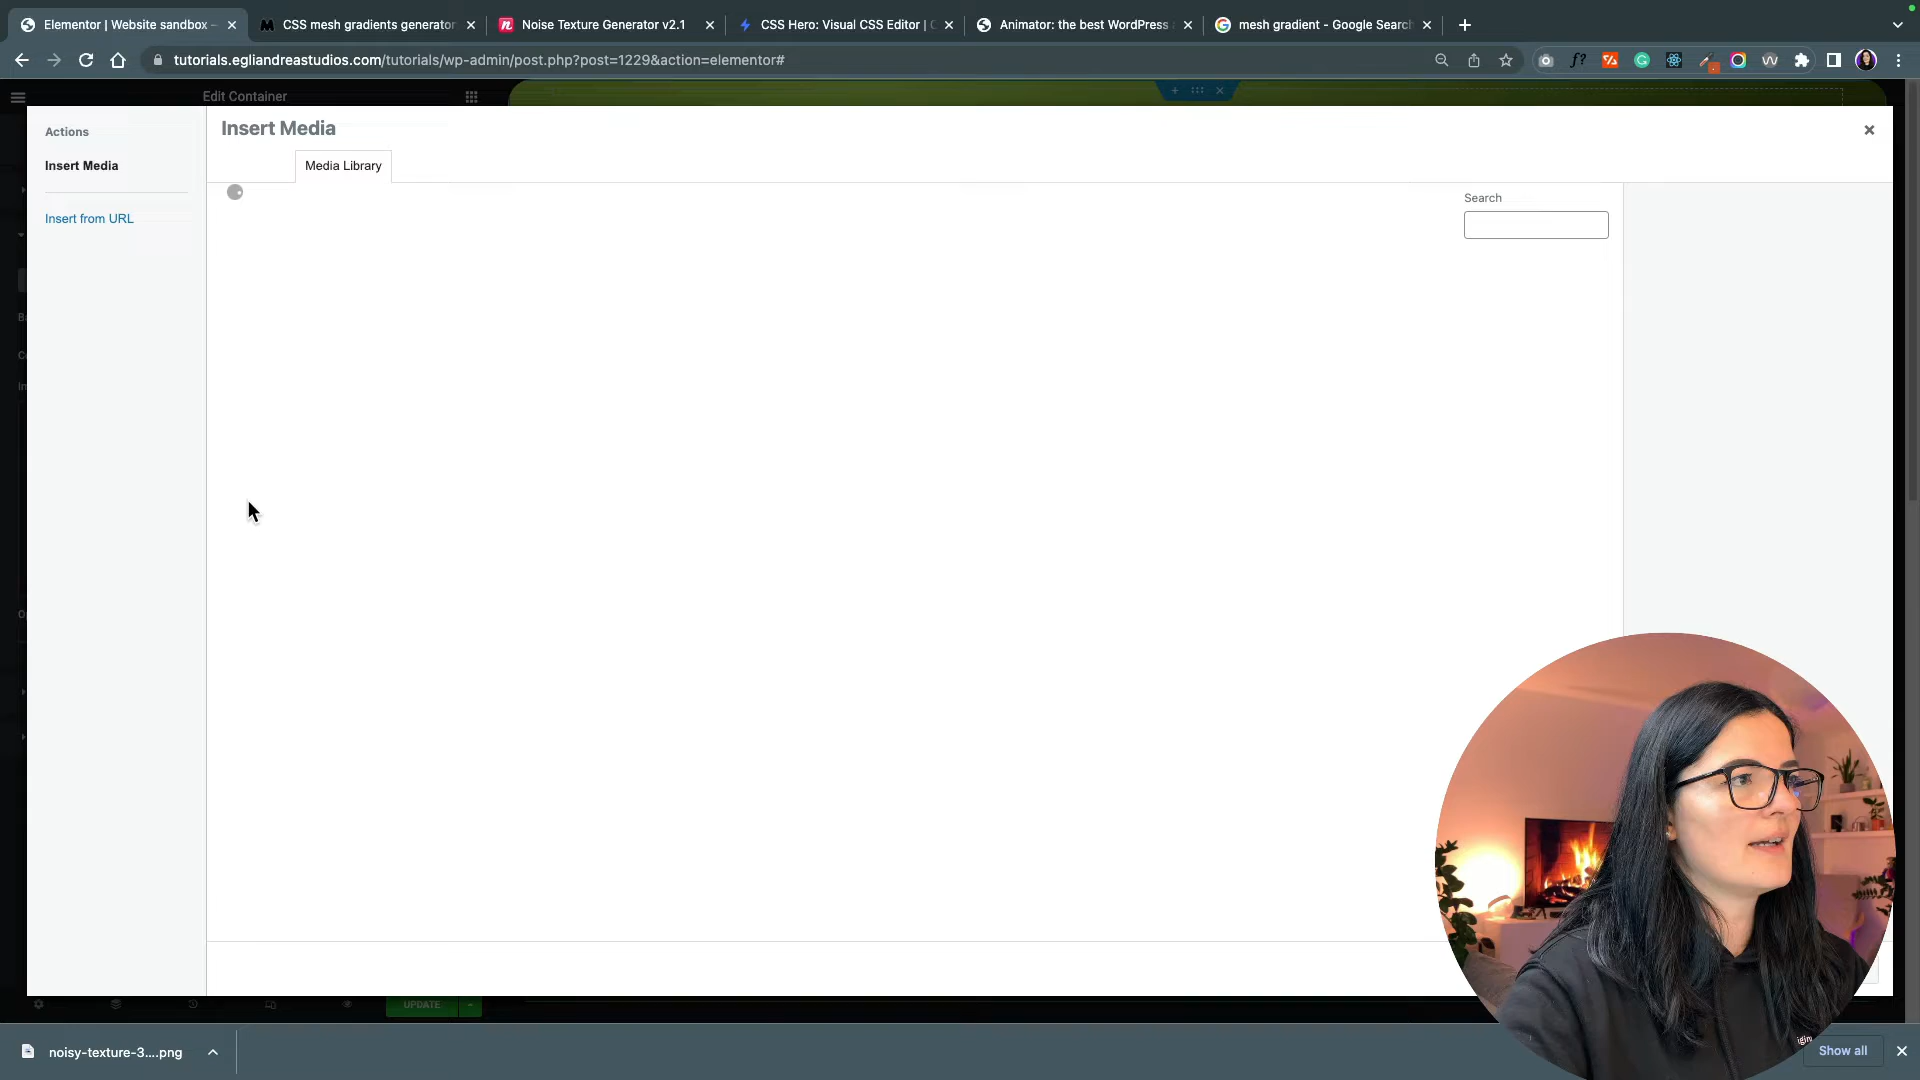 Elementor | Website sandbox –
CSS mesh gradients generator
Noise Texture Generator v2.1
CSS Hero: Visual CSS Editor |
Animator: the best WordPress
mesh gradient - Google Search
tutorials.egliandreastudios.com/tutorials/wp-admin/post.php?post=1229&action=elementor#
Edit Container
Actions
Insert Media
Insert from URL
Insert Media
Media Library
Search
UPDATE
noisy-texture-3....png
Show all